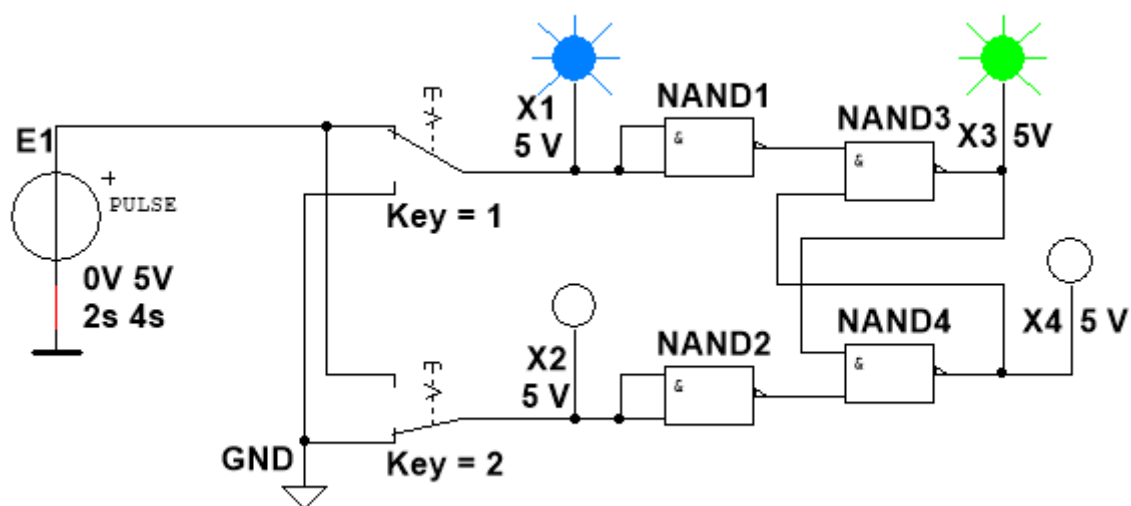 E1
+
PULSE
0V 5V
2s 4s
GND
Key = 1
Key = 2
X1
5 V
X2
5 V
NAND1
&
NAND2
&
NAND3
&
NAND4
&
X3 5V
X4 5 V